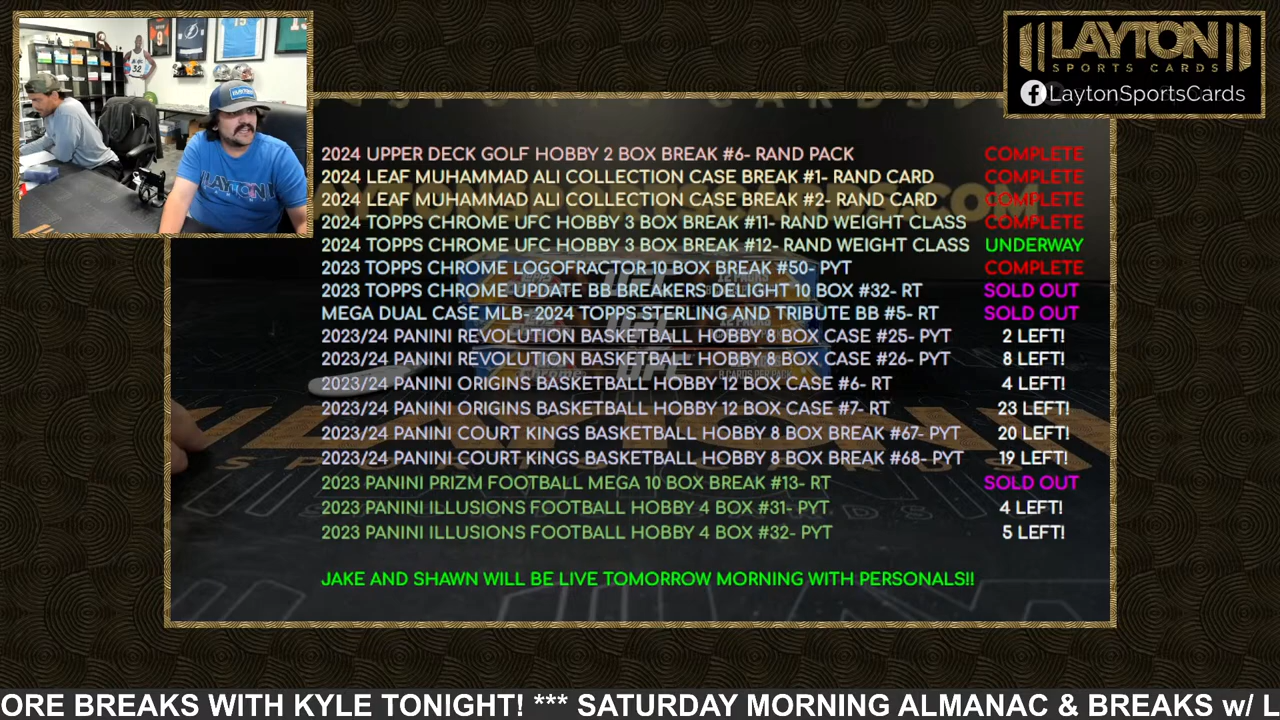 LAYTON
SPORTS CARDS
LaytonSportsCards
2024 UPPER DECK GOLF HOBBY 2 BOX BREAK #6- RAND PACK COMPLETE
2024 LEAF MUHAMMAD ALI COLLECTION CASE BREAK #1- RAND CARD COMPLETE
2024 LEAF MUHAMMAD ALI COLLECTION CASE BREAK #2- RAND CARD COMPLETE
2024 TOPPS CHROME UFC HOBBY 3 BOX BREAK #11- RAND WEIGHT CLASS COMPLETE
2024 TOPPS CHROME UFC HOBBY 3 BOX BREAK #12- RAND WEIGHT CLASS UNDERWAY
2023 TOPPS CHROME LOGOFRACTOR 10 BOX BREAK #50- PYT COMPLETE
2023 TOPPS CHROME UPDATE BB BREAKERS DELIGHT 10 BOX #32- RT SOLD OUT
MEGA DUAL CASE MLB- 2024 TOPPS STERLING AND TRIBUTE BB #5- RT SOLD OUT
2023/24 PANINI REVOLUTION BASKETBALL HOBBY 8 BOX CASE #25- PYT 2 LEFT!
2023/24 PANINI REVOLUTION BASKETBALL HOBBY 8 BOX CASE #26- PYT 8 LEFT!
2023/24 PANINI ORIGINS BASKETBALL HOBBY 12 BOX CASE #6- RT 4 LEFT!
2023/24 PANINI ORIGINS BASKETBALL HOBBY 12 BOX CASE #7- RT 23 LEFT!
2023/24 PANINI COURT KINGS BASKETBALL HOBBY 8 BOX BREAK #67- PYT 20 LEFT!
2023/24 PANINI COURT KINGS BASKETBALL HOBBY 8 BOX BREAK #68- PYT 19 LEFT!
2023 PANINI PRIZM FOOTBALL MEGA 10 BOX BREAK #13- RT SOLD OUT
2023 PANINI ILLUSIONS FOOTBALL HOBBY 4 BOX #31- PYT 4 LEFT!
2023 PANINI ILLUSIONS FOOTBALL HOBBY 4 BOX #32- PYT 5 LEFT!
JAKE AND SHAWN WILL BE LIVE TOMORROW MORNING WITH PERSONALS!!
ORE BREAKS WITH KYLE TONIGHT! *** SATURDAY MORNING ALMANAC & BREAKS w/ L